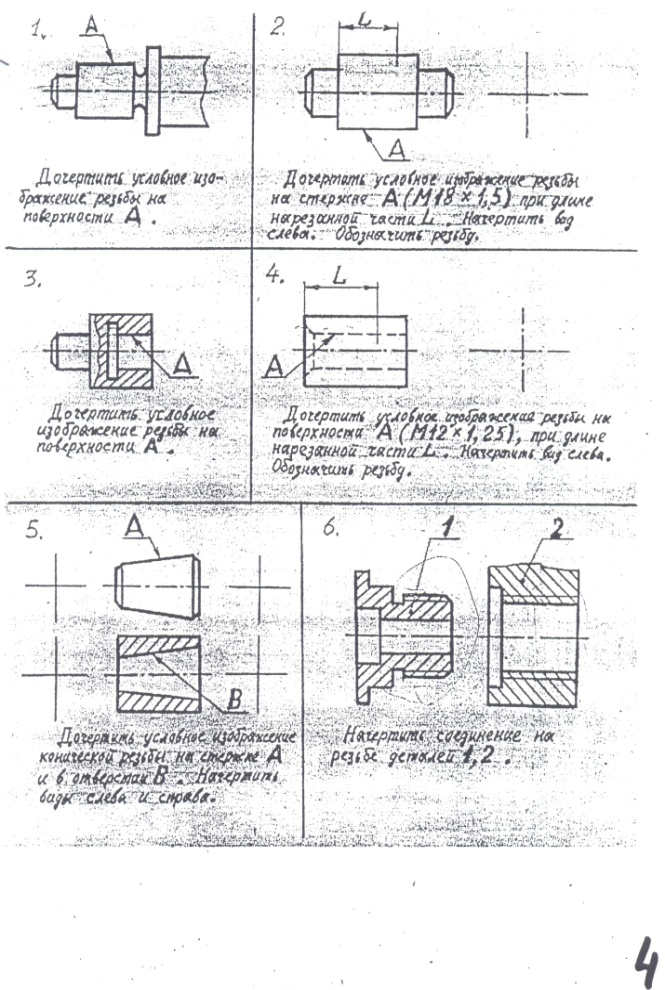 1.
A
Дочертить условное изо-
бражение резьбы на
поверхности А.
2.
L
A
Дочертить условное изображение резьбы
на стержне А (М18×1,5) при длине
нарезанной части L. Начертить вид
слева. Обозначить резьбу.
3.
A
Дочертить условное
изображение резьбы на
поверхности А.
4.
L
A
Дочертить условное изображения резьбы на
поверхности А (М12×1,25), при длине
нарезанной части L. Начертить вид слева.
Обозначить резьбу.
5.
A
B
Дочертить условное изображение
конической резьбы на стержне А
и в отверстии В. Начертить
виды слева и справа.
6.
1
2
Начертить соединение на
резьбе деталей 1,2.
4